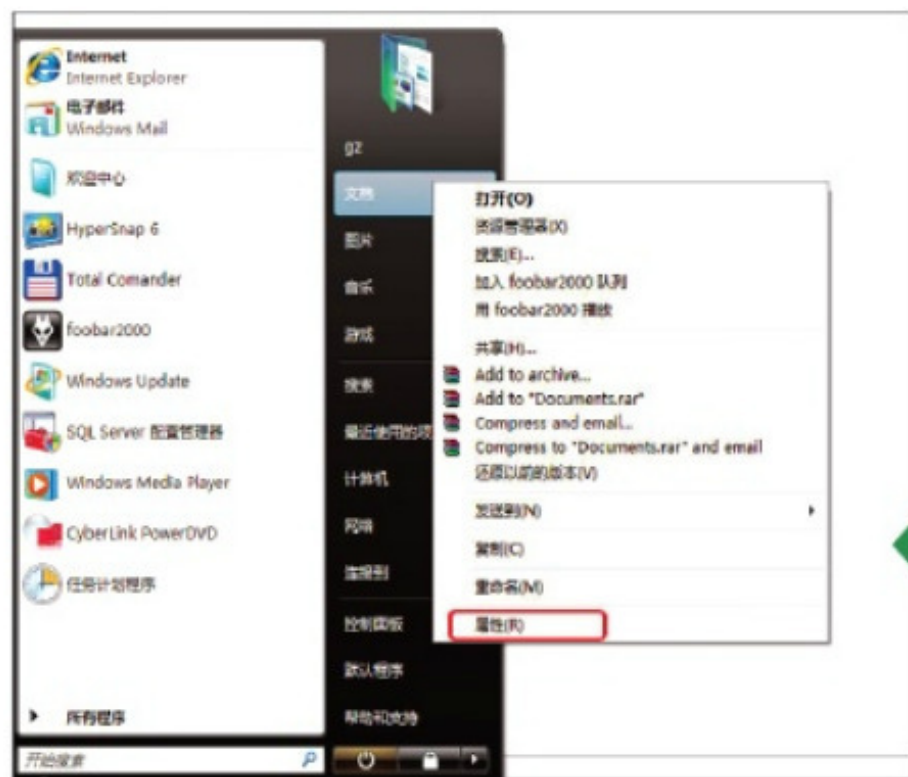 Internet
Internet Explorer
电子邮件
Windows Mail
欢迎中心
HyperSnap 6
Total Comander
foobar2000
Windows Update
SQL Server 配置管理器
Windows Media Player
CyberLink PowerDVD
任务计划程序
所有程序
开始搜索
gz
文档
图片
音乐
游戏
搜索
最近使用的项
计算机
网络
连接到
控制面板
默认程序
帮助和支持
打开(O)
资源管理器(X)
搜索(E)...
加入 foobar2000 队列
用 foobar2000 播放
共享(H)...
Add to archive...
Add to "Documents.rar"
Compress and email...
Compress to "Documents.rar" and email
还原以前的版本(V)
发送到(N)
复制(C)
重命名(M)
属性(R)